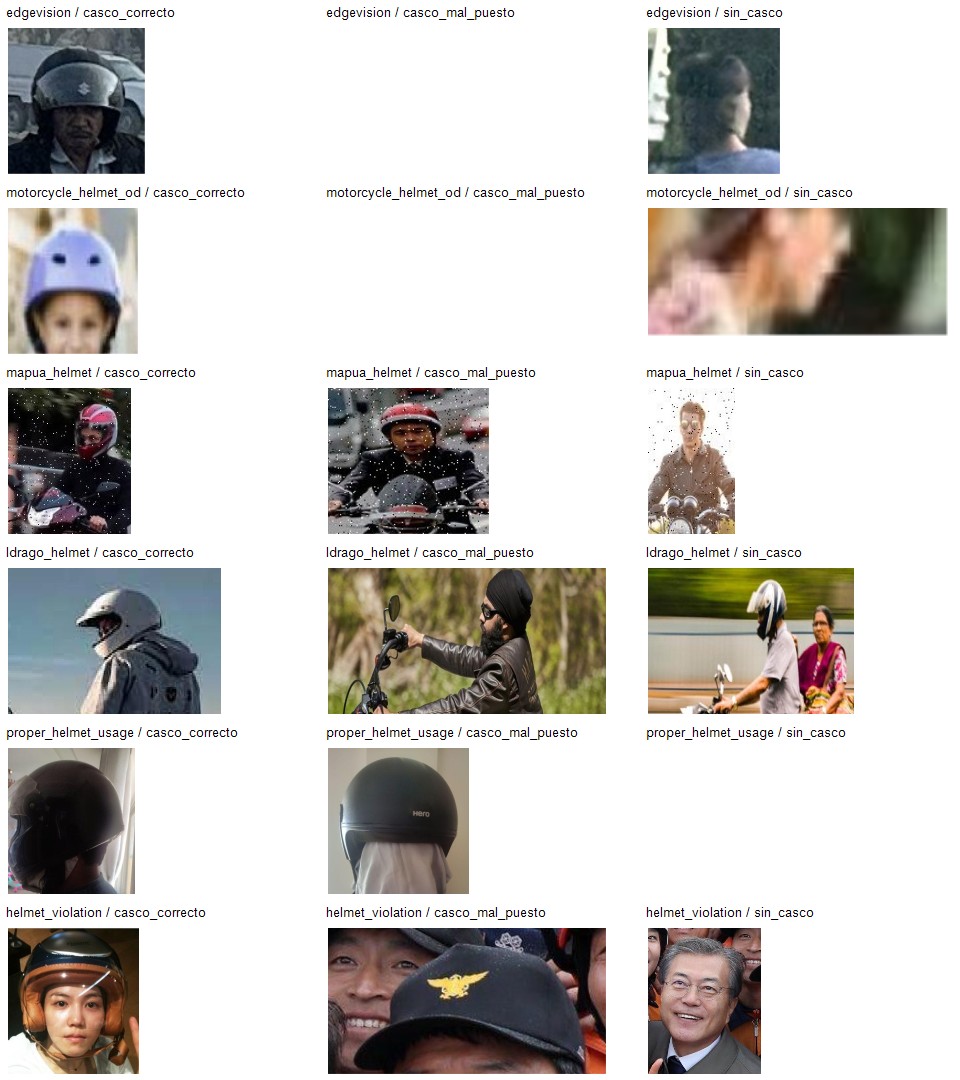 edgevision / casco_correcto
edgevision / casco_mal_puesto
edgevision / sin_casco
motorcycle_helmet_od / casco_correcto
motorcycle_helmet_od / casco_mal_puesto
motorcycle_helmet_od / sin_casco
mapua_helmet / casco_correcto
mapua_helmet / casco_mal_puesto
mapua_helmet / sin_casco
ldrago_helmet / casco_correcto
ldrago_helmet / casco_mal_puesto
ldrago_helmet / sin_casco
proper_helmet_usage / casco_correcto
proper_helmet_usage / casco_mal_puesto
proper_helmet_usage / sin_casco
Hero
helmet_violation / casco_correcto
helmet_violation / casco_mal_puesto
helmet_violation / sin_casco